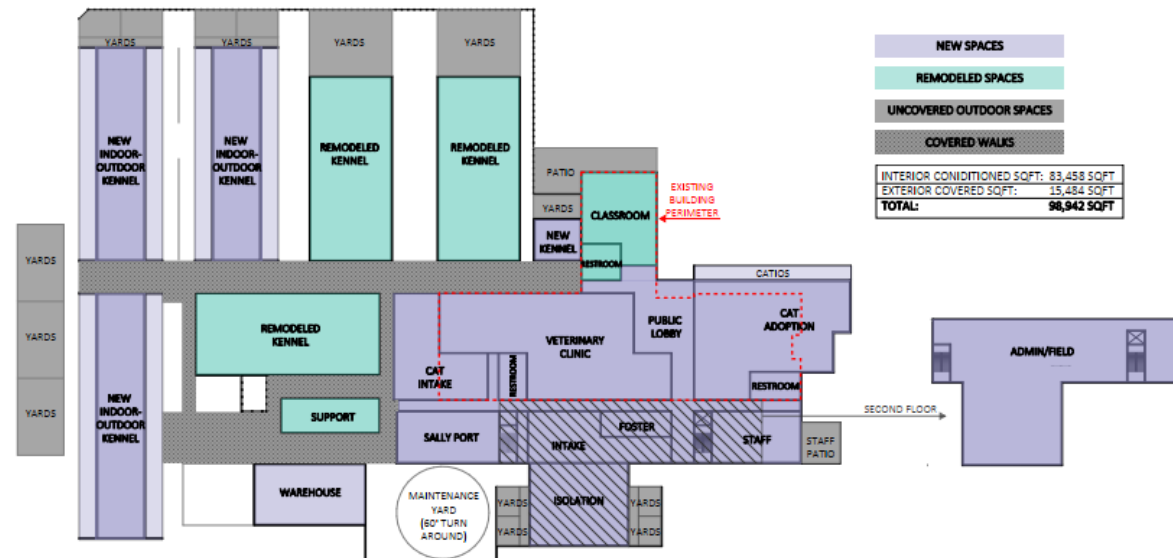 YARDS
YARDS
YARDS
YARDS
NEW
INDOOR-
OUTDOOR
KENNEL
NEW
INDOOR-
OUTDOOR
KENNEL
REMODELED
KENNEL
REMODELED
KENNEL
PATIO
YARDS
NEW
KENNEL
CLASSROOM
RESTROOM
EXISTING
BUILDING
PERIMETER
NEW SPACES
REMODELED SPACES
UNCOVERED OUTDOOR SPACES
COVERED WALKS
INTERIOR CONIDITIONED SQFT: 83,458 SQFT
EXTERIOR COVERED SQFT: 15,484 SQFT
TOTAL: 98,942 SQFT
YARDS
YARDS
YARDS
NEW
INDOOR-
OUTDOOR
KENNEL
REMODELED
KENNEL
SUPPORT
CAT
INTAKE
RESTROOM
VETERINARY
CLINIC
PUBLIC
LOBBY
CATIOS
CAT
ADOPTION
RESTROOM
ADMIN/FIELD
SECOND FLOOR
SALLY PORT
INTAKE
FOSTER
STAFF
STAFF
PATIO
WAREHOUSE
MAINTENANCE
YARD
(60' TURN
AROUND)
YARDS
YARDS
ISOLATION
YARDS
YARDS